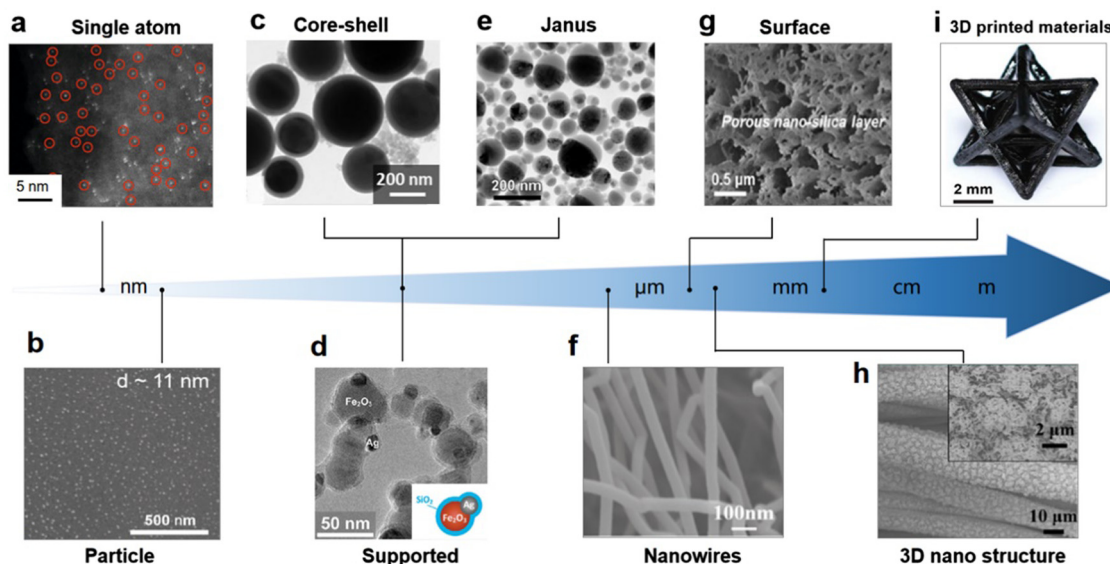 a Single atom
5 nm
c Core-shell
200 nm
e Janus
200 nm
g Surface
Porous nano-silica layer
0.5 µm
i 3D printed materials
2 mm
nm µm mm cm m
b
d ~ 11 nm
500 nm
Particle
d
Fe₂O₃
Ag
SiO₂
Ag
Fe₂O₃
50 nm
Supported
f
100nm
Nanowires
h
2 µm
10 µm
3D nano structure